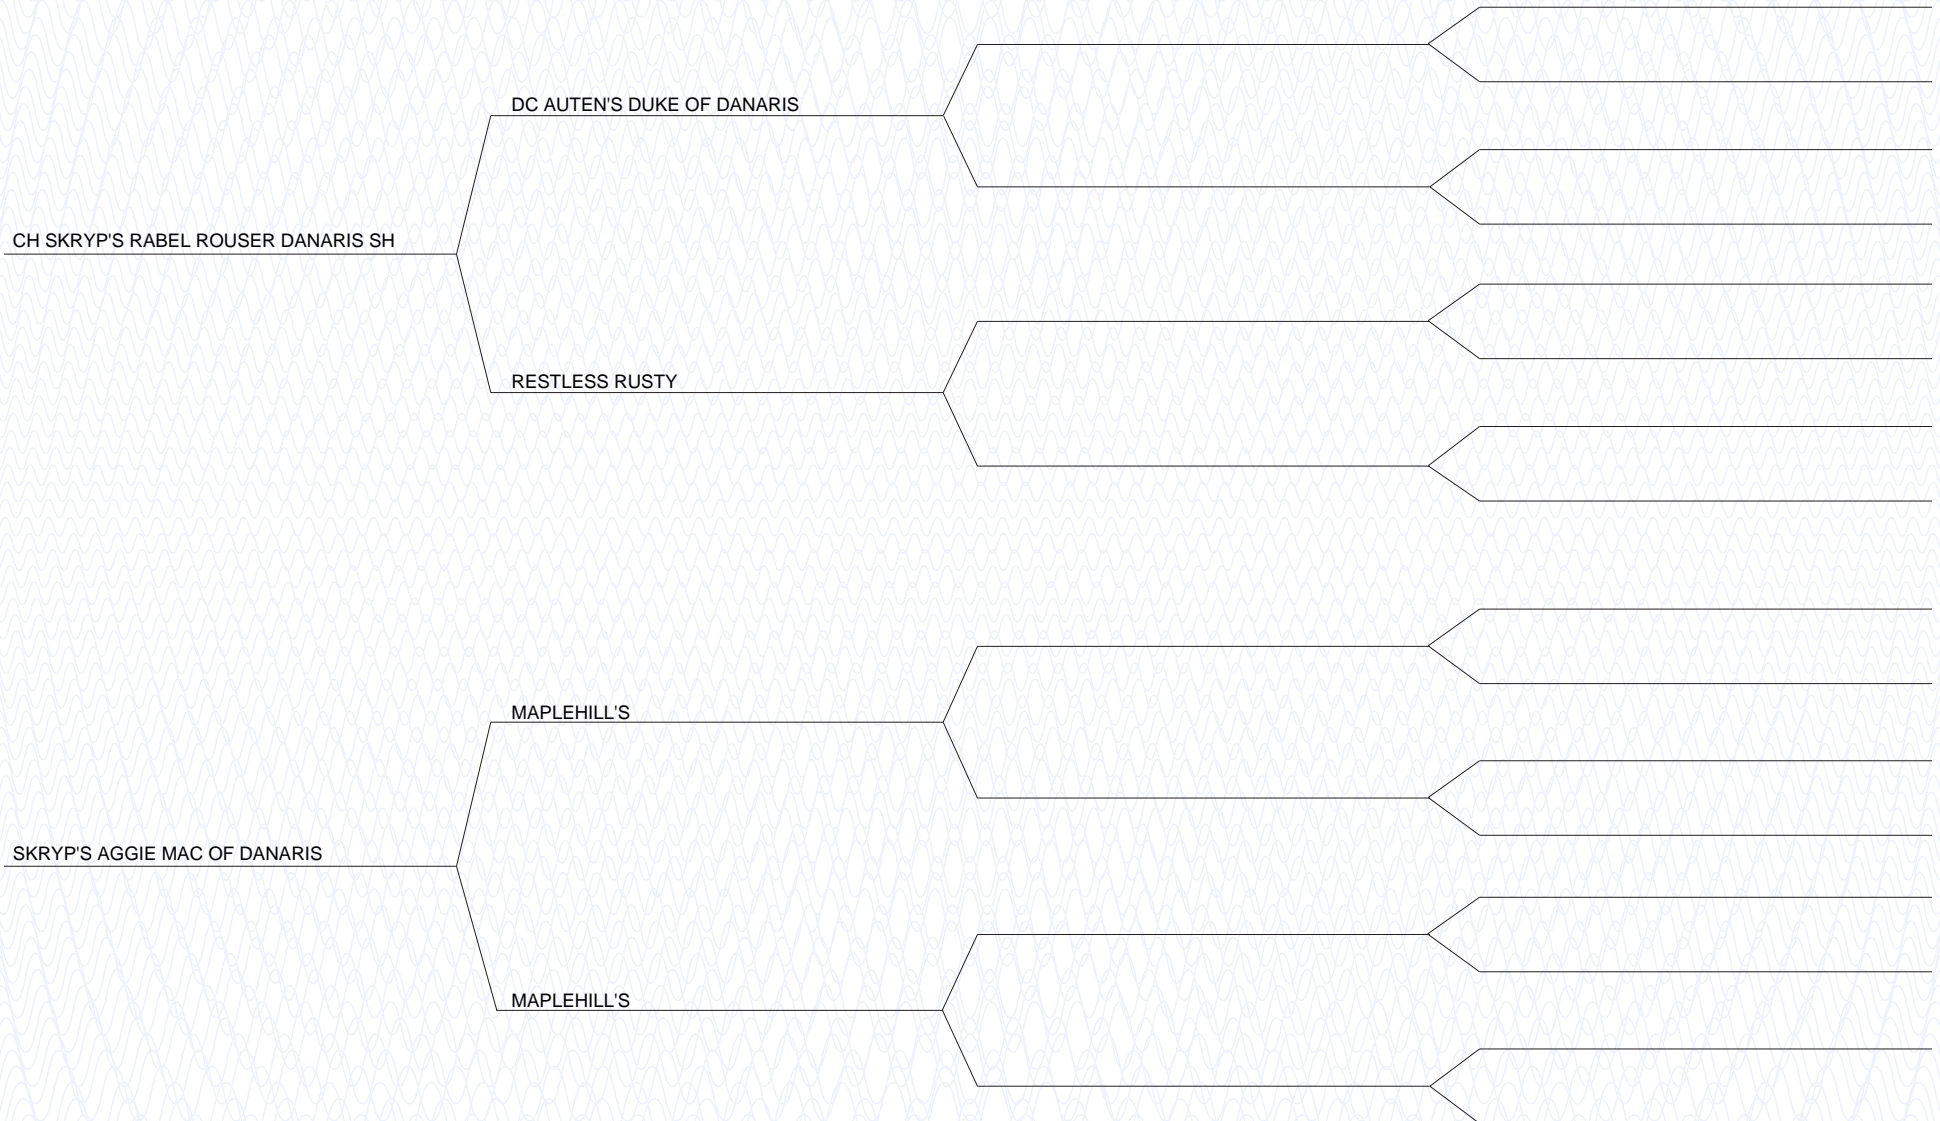 DC AUTEN'S DUKE OF DANARIS
CH SKRYP'S RABEL ROUSER DANARIS SH
RESTLESS RUSTY
MAPLEHILL'S
SKRYP'S AGGIE MAC OF DANARIS
MAPLEHILL'S